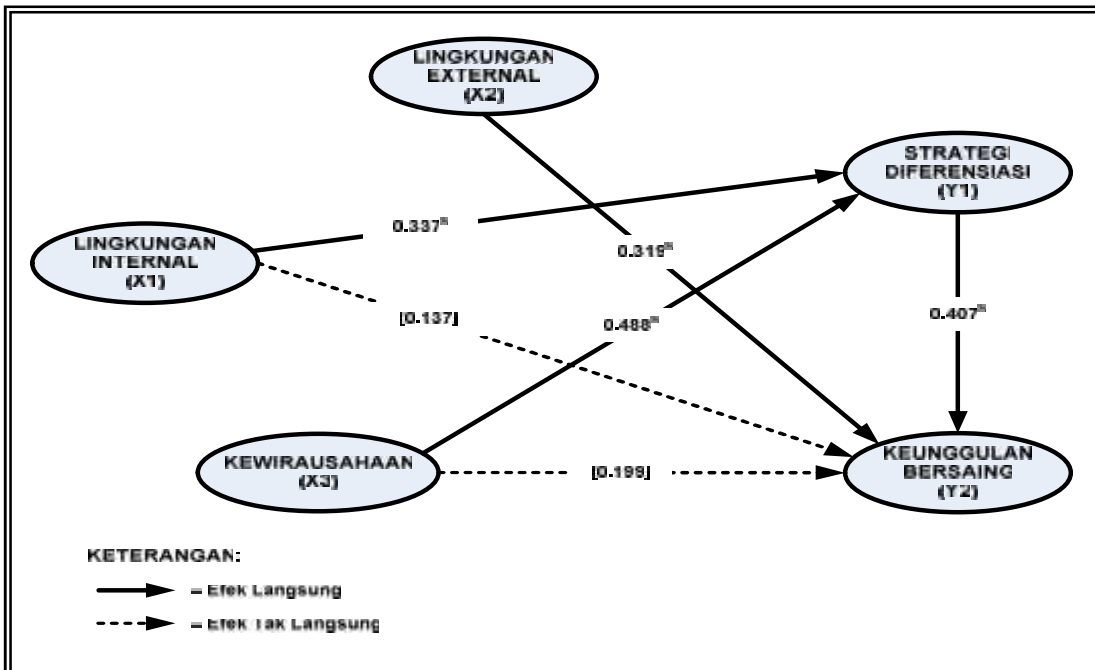 LINGKUNGAN
EXTERNAL
(X2)
STRATEGI
DIFERENSIASI
(Y1)
0.337
LINGKUNGAN
INTERNAL
(X1)
0.319
[0.137]
0.488
0.407
KEWIRAUSAHAAN
(X3)
[0.199]
KEUNGGULAN
BERSAING
(Y2)
KETERANGAN:
= Efek Langsung
= Efek Tak Langsung